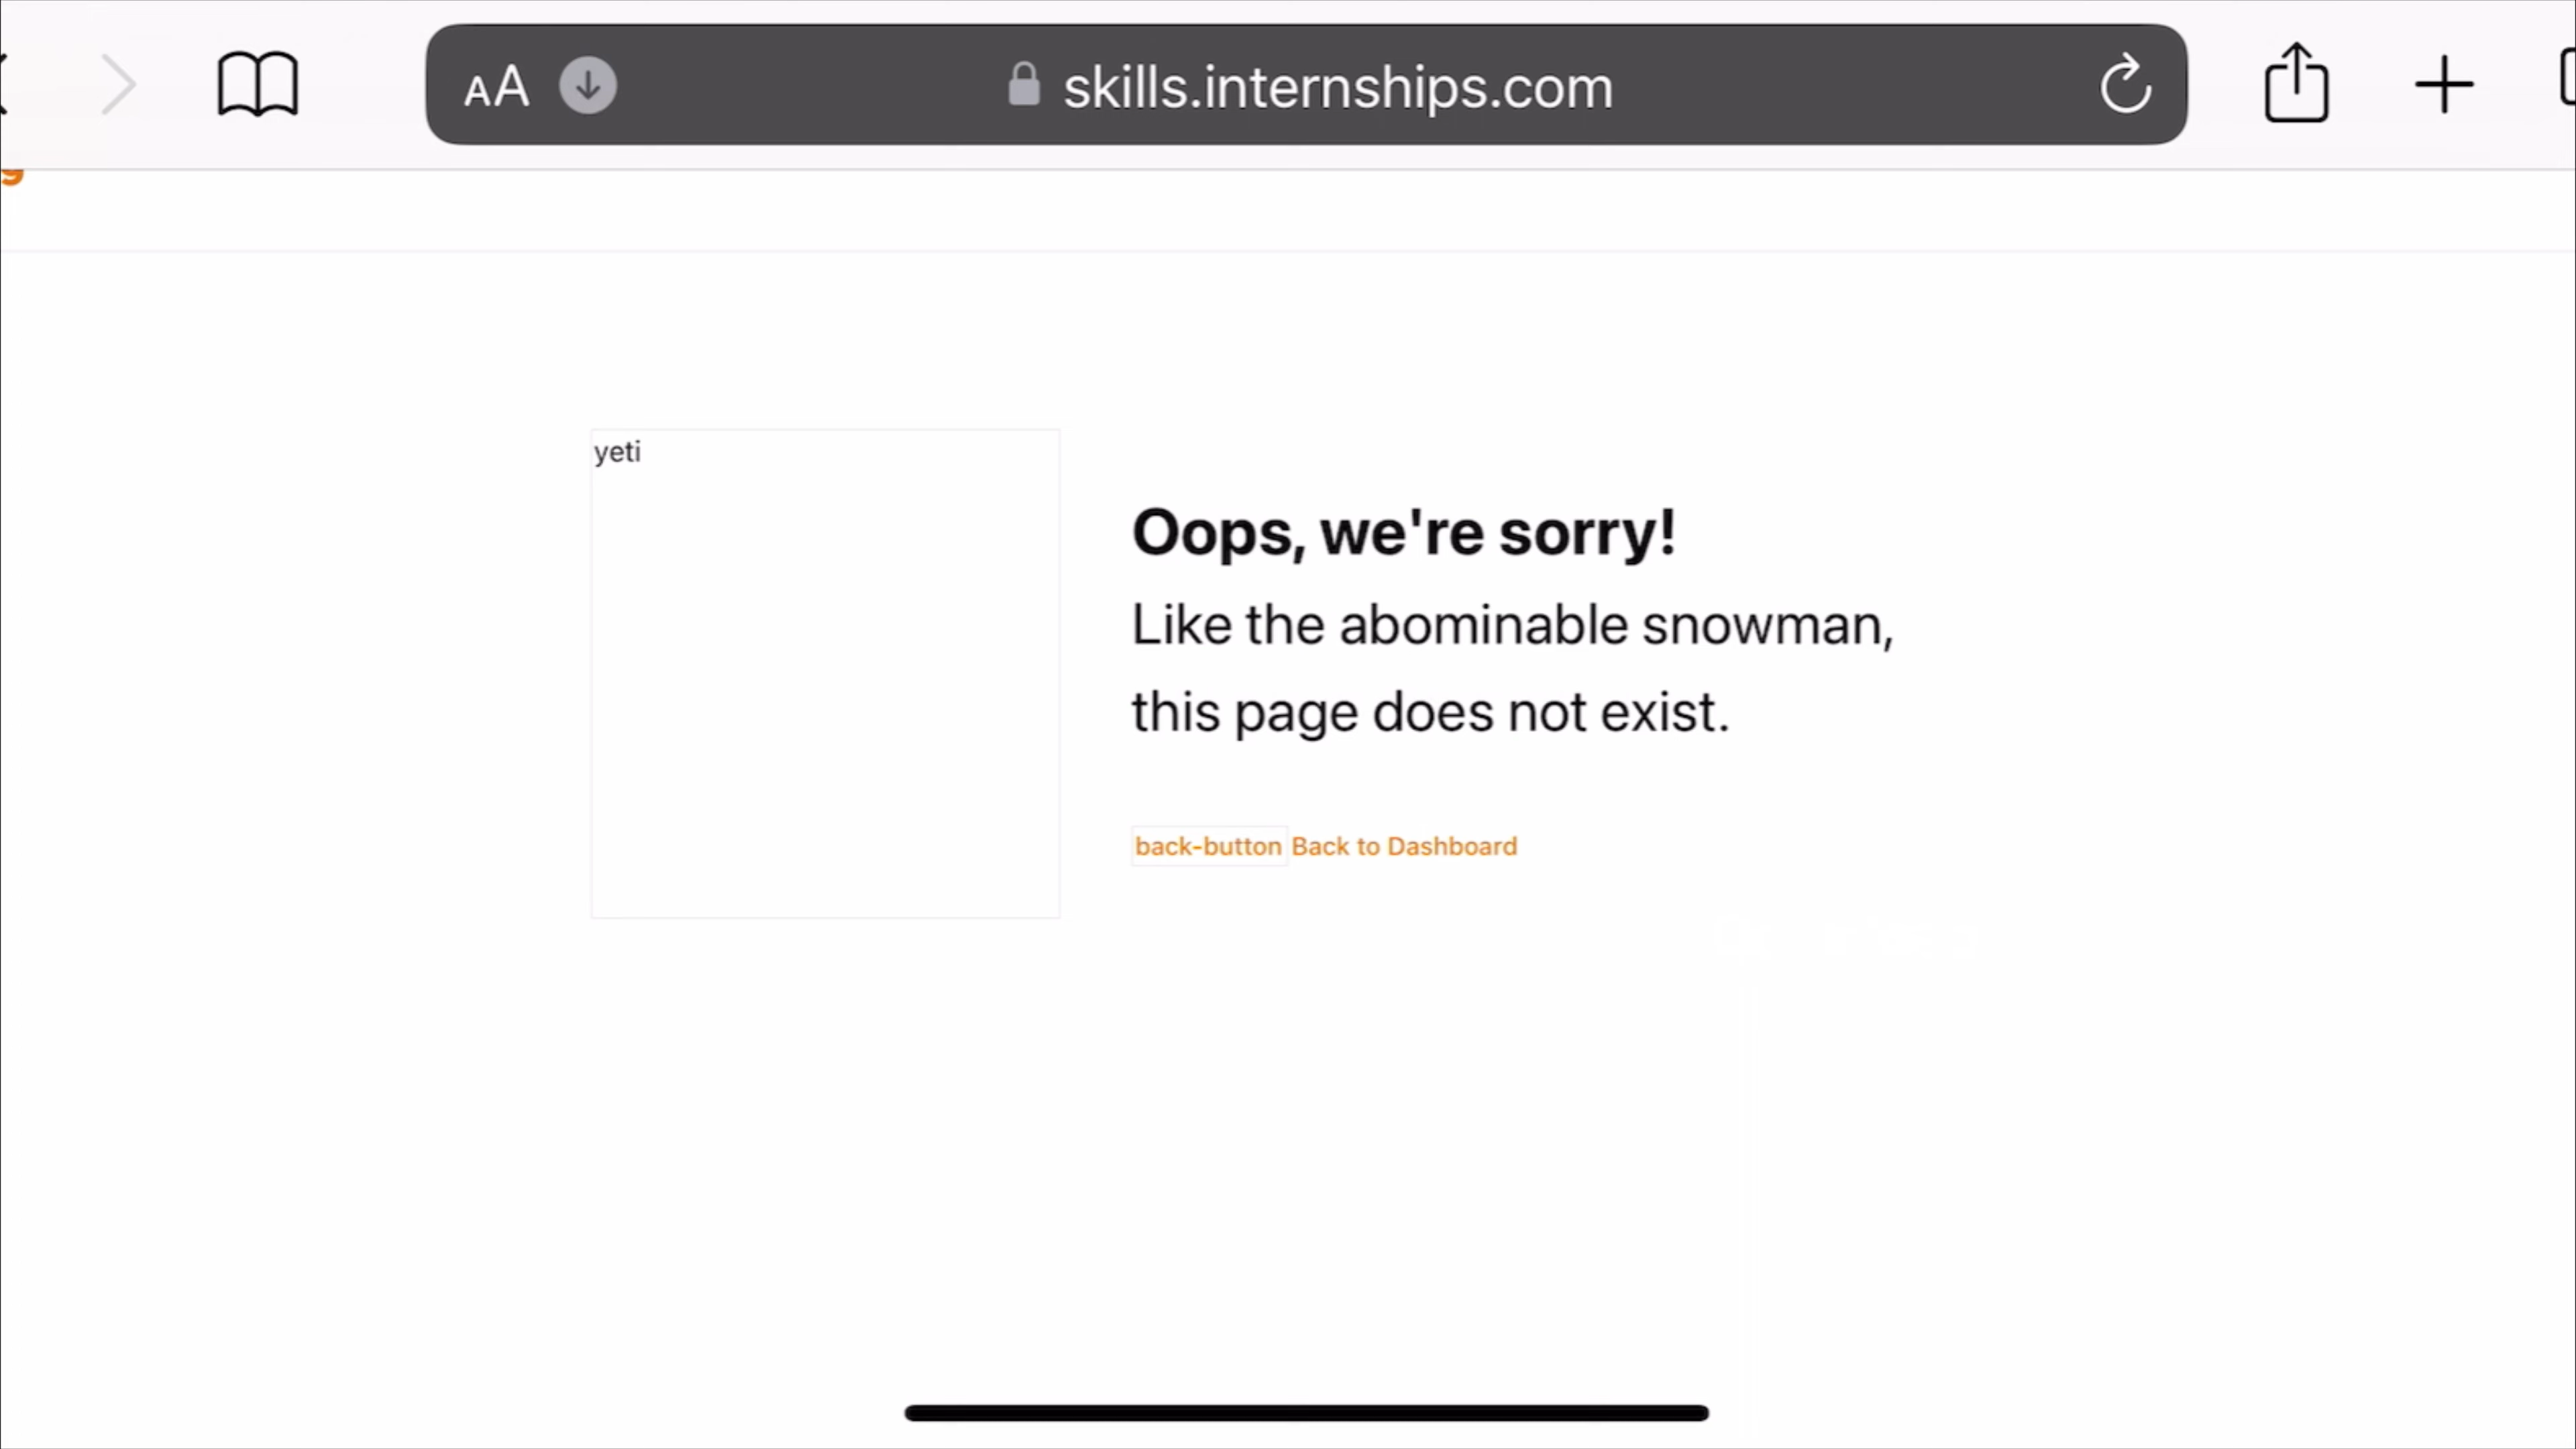 AA skills.internships.com
yeti
Oops, we're sorry!
Like the abominable snowman,
this page does not exist.
back-button Back to Dashboard